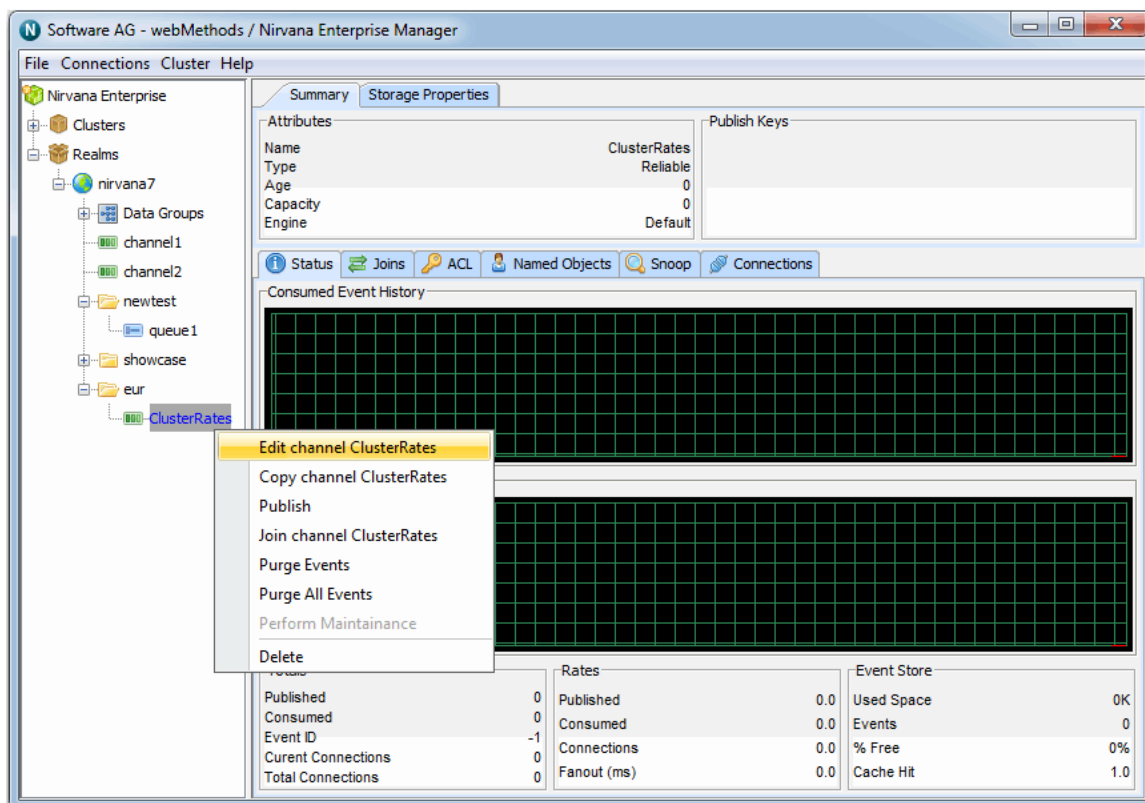 Software AG - webMethods / Nirvana Enterprise Manager
File Connections Cluster Help
Nirvana Enterprise
Clusters
Realms
nirvana7
Data Groups
channel1
channel2
newtest
queue1
showcase
eur
ClusterRates
Summary Storage Properties
Attributes
Name ClusterRates
Type Reliable
Age 0
Capacity 0
Engine Default
Publish Keys
Status Joins ACL Named Objects Snoop Connections
Consumed Event History
Edit channel ClusterRates
Copy channel ClusterRates
Publish
Join channel ClusterRates
Purge Events
Purge All Events
Perform Maintainance
Delete
Totals
Published 0
Consumed 0
Event ID -1
Curent Connections 0
Total Connections 0
Rates
Published 0.0
Consumed 0.0
Connections 0.0
Fanout (ms) 0.0
Event Store
Used Space 0K
Events 0
% Free 0%
Cache Hit 1.0